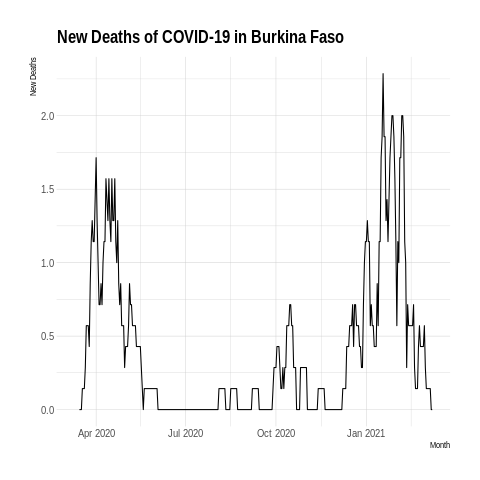 New Deaths of COVID-19 in Burkina Faso
New Deaths
2.0
1.5
1.0
0.5
0.0
Apr 2020 Jul 2020 Oct 2020 Jan 2021
Month